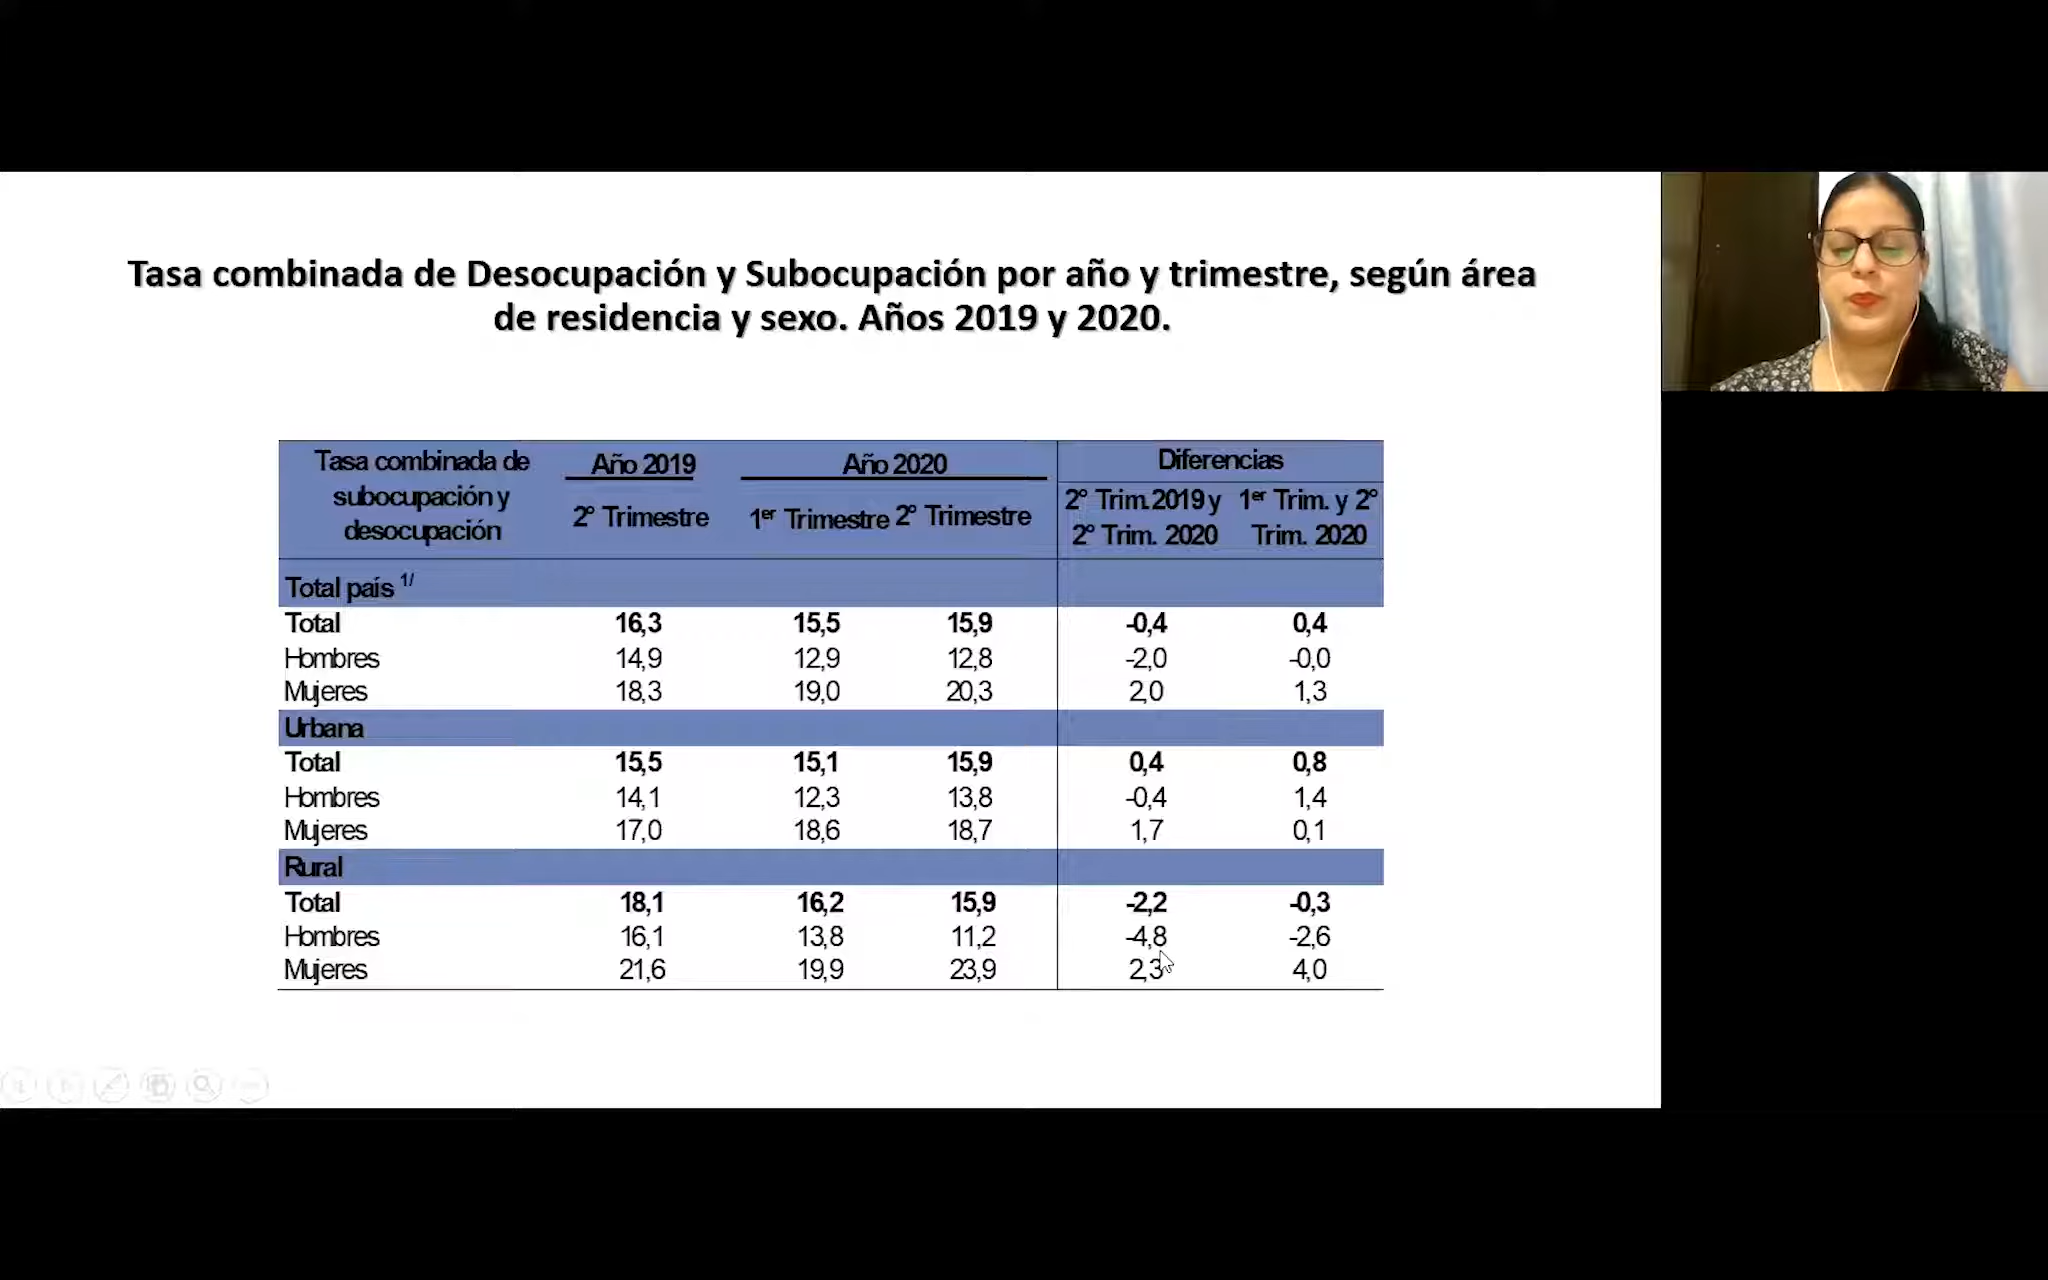 Tasa combinada de Desocupación y Subocupación por año y trimestre, según área
de residencia y sexo. Años 2019 y 2020.
Tasa combinada de subocupación y desocupación
Año 2019 Año 2020 Diferencias
2° Trimestre 1er Trimestre 2° Trimestre 2° Trim.2019 y 2° Trim. 2020 1er Trim. y 2° Trim. 2020
Total país 1/
Total 16,3 15,5 15,9 -0,4 0,4
Hombres 14,9 12,9 12,8 -2,0 -0,0
Mujeres 18,3 19,0 20,3 2,0 1,3
Urbana
Total 15,5 15,1 15,9 0,4 0,8
Hombres 14,1 12,3 13,8 -0,4 1,4
Mujeres 17,0 18,6 18,7 1,7 0,1
Rural
Total 18,1 16,2 15,9 -2,2 -0,3
Hombres 16,1 13,8 11,2 -4,8 -2,6
Mujeres 21,6 19,9 23,9 2,3 4,0